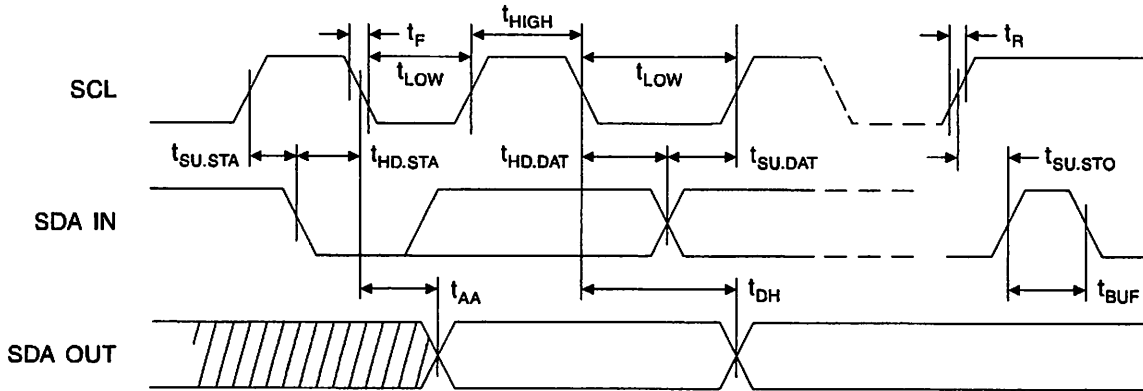 t_F
t_HIGH
t_R
t_LOW
t_LOW
SCL
t_SU.STA
t_HD.STA
t_HD.DAT
t_SU.DAT
t_SU.STO
SDA IN
t_AA
t_DH
t_BUF
SDA OUT